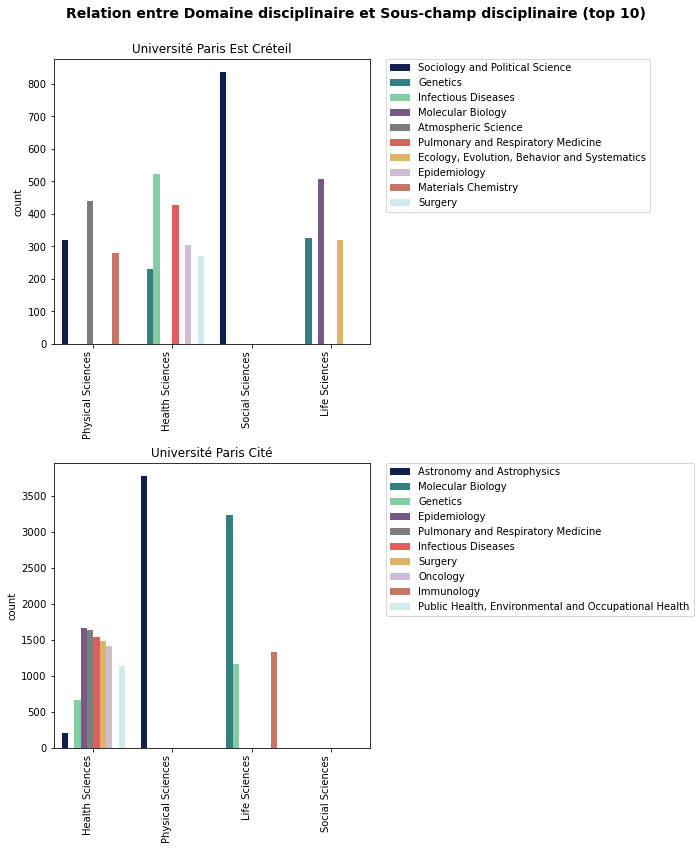 Relation entre Domaine disciplinaire et Sous-champ disciplinaire (top 10)
Université Paris Est Créteil
800
700
600
500
400
300
200
100
0
count
Physical Sciences
Health Sciences
Social Sciences
Life Sciences
Sociology and Political Science
Genetics
Infectious Diseases
Molecular Biology
Atmospheric Science
Pulmonary and Respiratory Medicine
Ecology, Evolution, Behavior and Systematics
Epidemiology
Materials Chemistry
Surgery
Université Paris Cité
3500
3000
2500
2000
1500
1000
500
0
count
Health Sciences
Physical Sciences
Life Sciences
Social Sciences
Astronomy and Astrophysics
Molecular Biology
Genetics
Epidemiology
Pulmonary and Respiratory Medicine
Infectious Diseases
Surgery
Oncology
Immunology
Public Health, Environmental and Occupational Health